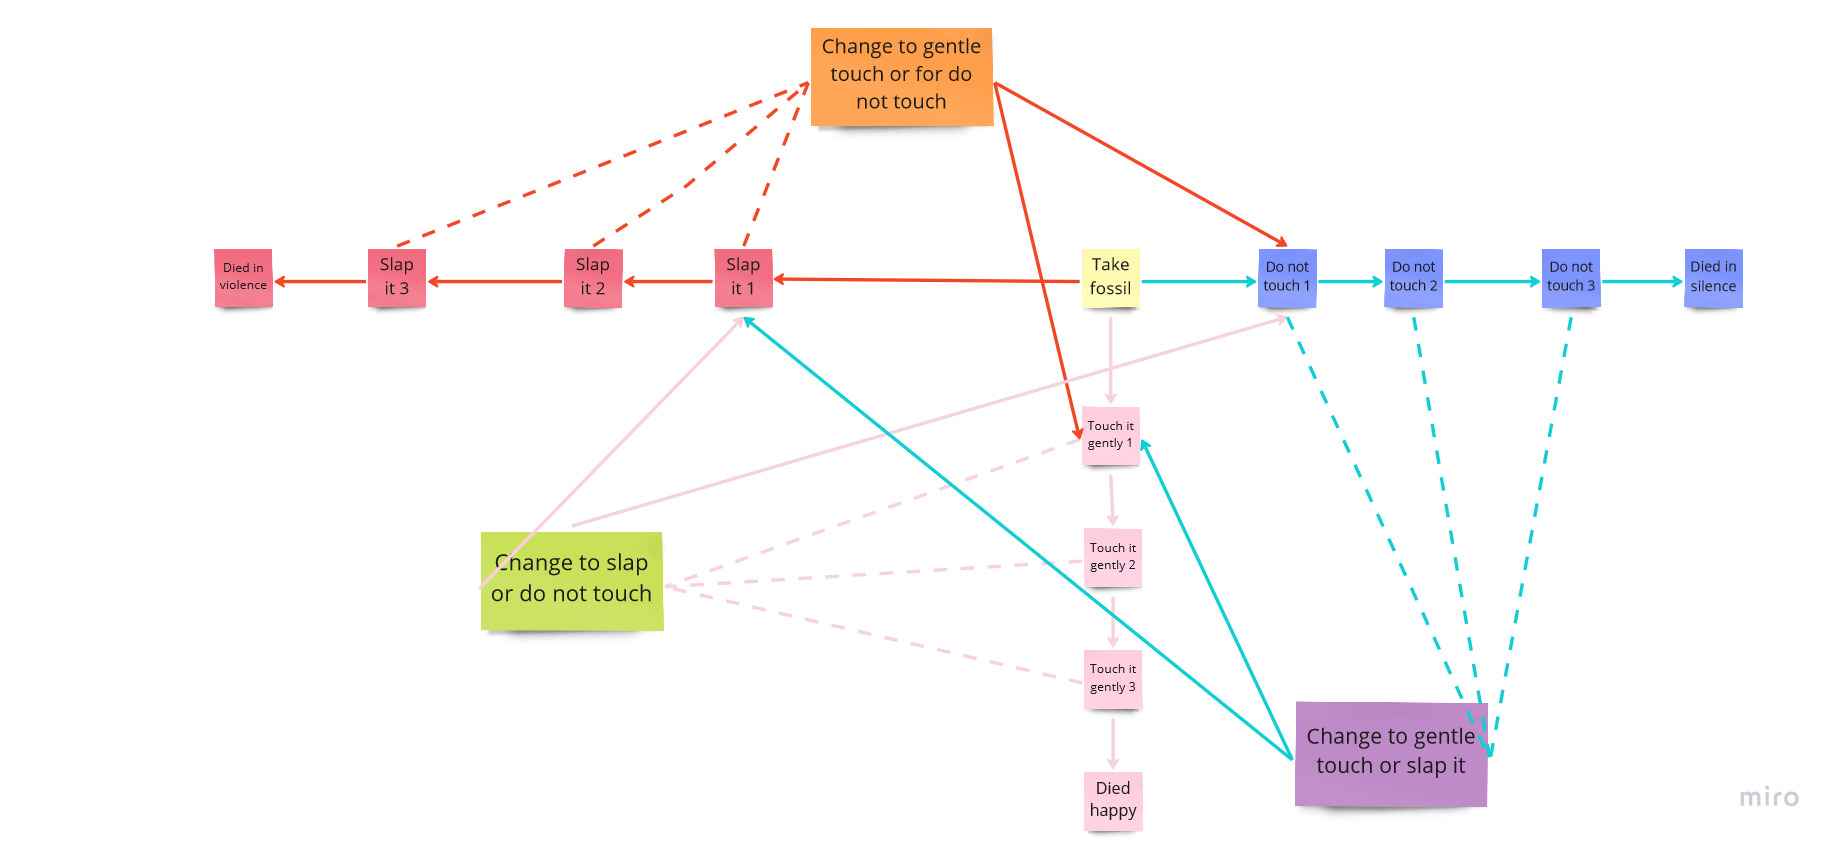 Change to gentle
touch or for do
not touch
Died in
violence
Slap
it 3
Slap
it 2
Slap
it 1
Take
fossil
Do not
touch 1
Do not
touch 2
Do not
touch 3
Died in
silence
Touch it
gently 1
Change to slap
or do not touch
Touch it
gently 2
Touch it
gently 3
Change to gentle
touch or slap it
Died
happy
miro